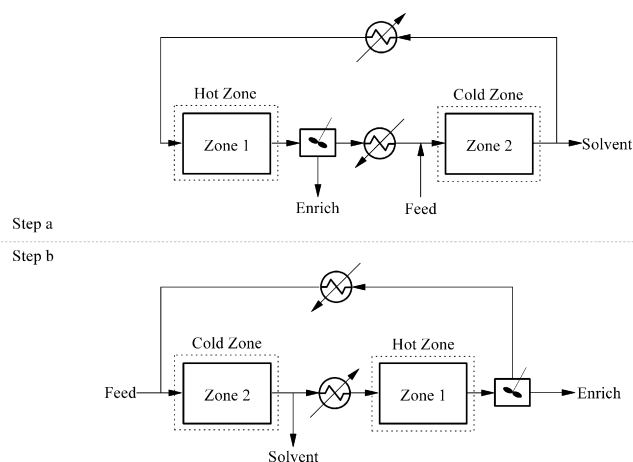 Hot Zone
Cold Zone
Zone 1
Zone 2
Solvent
Enrich
Feed
Step a
Step b
Cold Zone
Hot Zone
Feed
Zone 2
Zone 1
Enrich
Solvent